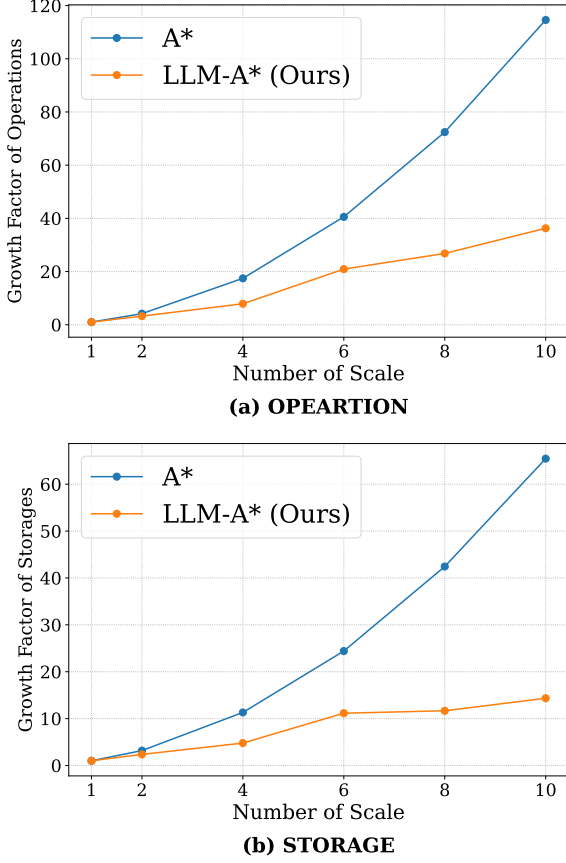 120
100
80
60
40
20
0
Growth Factor of Operations
A*
LLM-A* (Ours)
1 2 4 6 8 10
Number of Scale
(a) OPEARTION
60
50
40
30
20
10
0
Growth Factor of Storages
A*
LLM-A* (Ours)
1 2 4 6 8 10
Number of Scale
(b) STORAGE